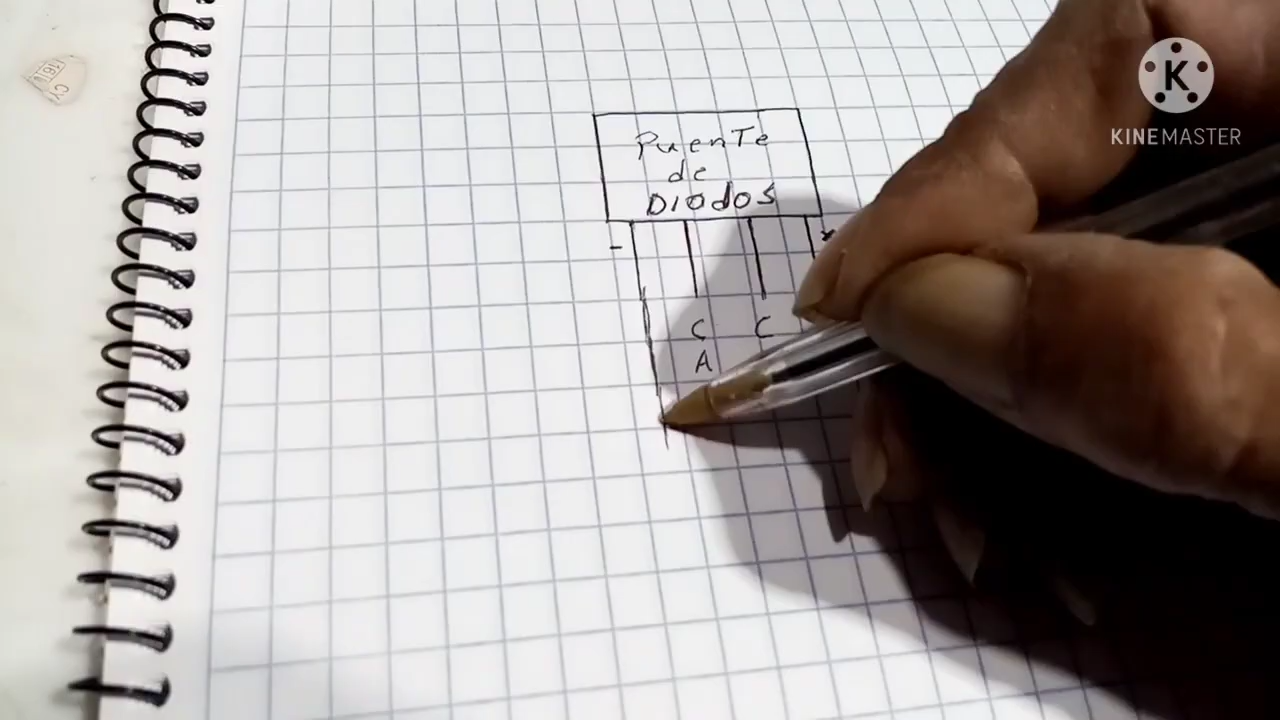 K
KINEMASTER
Puente
de
Diodos
-
+
C C
A